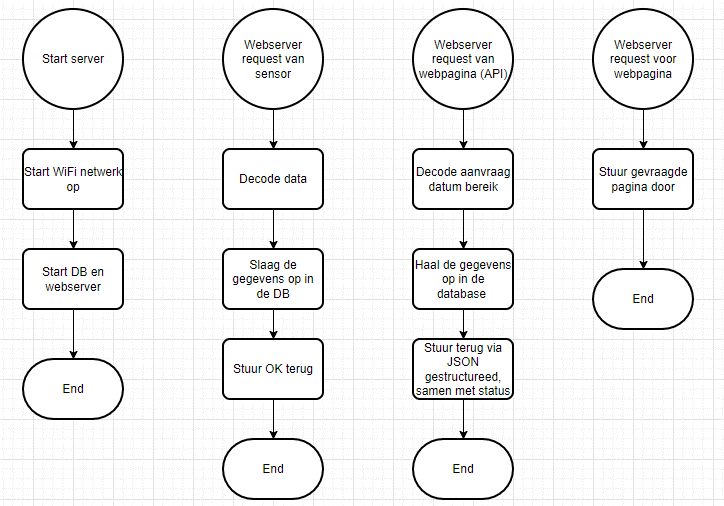 Start server
Start WiFi netwerk
op
Start DB en
webserver
End
Webserver
request van
sensor
Decode data
Slaag de
gegevens op in
de DB
Stuur OK terug
End
Webserver
request van
webpagina (API)
Decode aanvraag
datum bereik
Haal de gegevens
op in de
database
Stuur terug via
JSON
gestructureed,
samen met status
End
Webserver
request voor
webpagina
Stuur gevraagde
pagina door
End